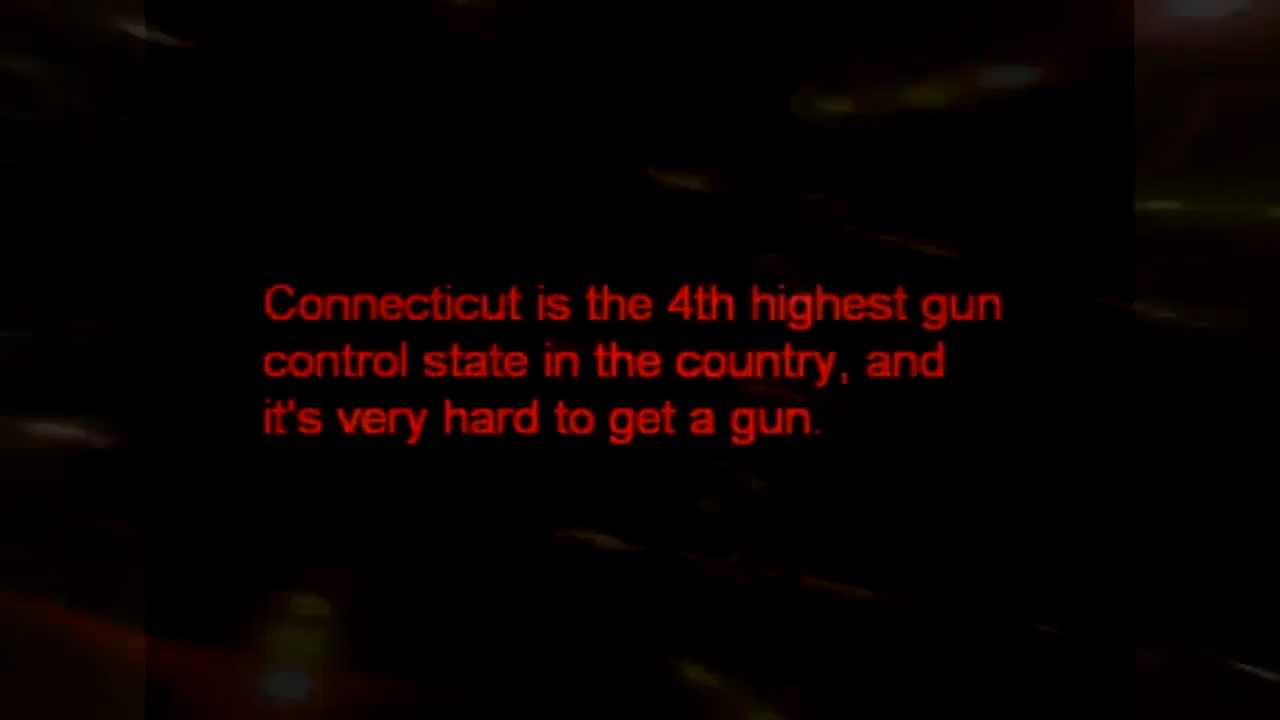 Connecticut is the 4th highest gun
control state in the country, and
it's very hard to get a gun.